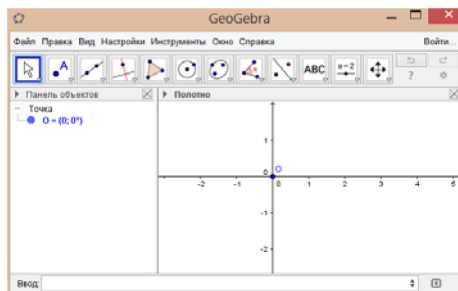 GeoGebra
Файл Правка Вид Настройки Инструменты Окно Справка Войти...
A ABC a=2 ?
Панель объектов Полотно
Точка
O = (0; 0°)
O
0
-2 -1 0 1 2 3 4 5
-1
-2
Ввод: